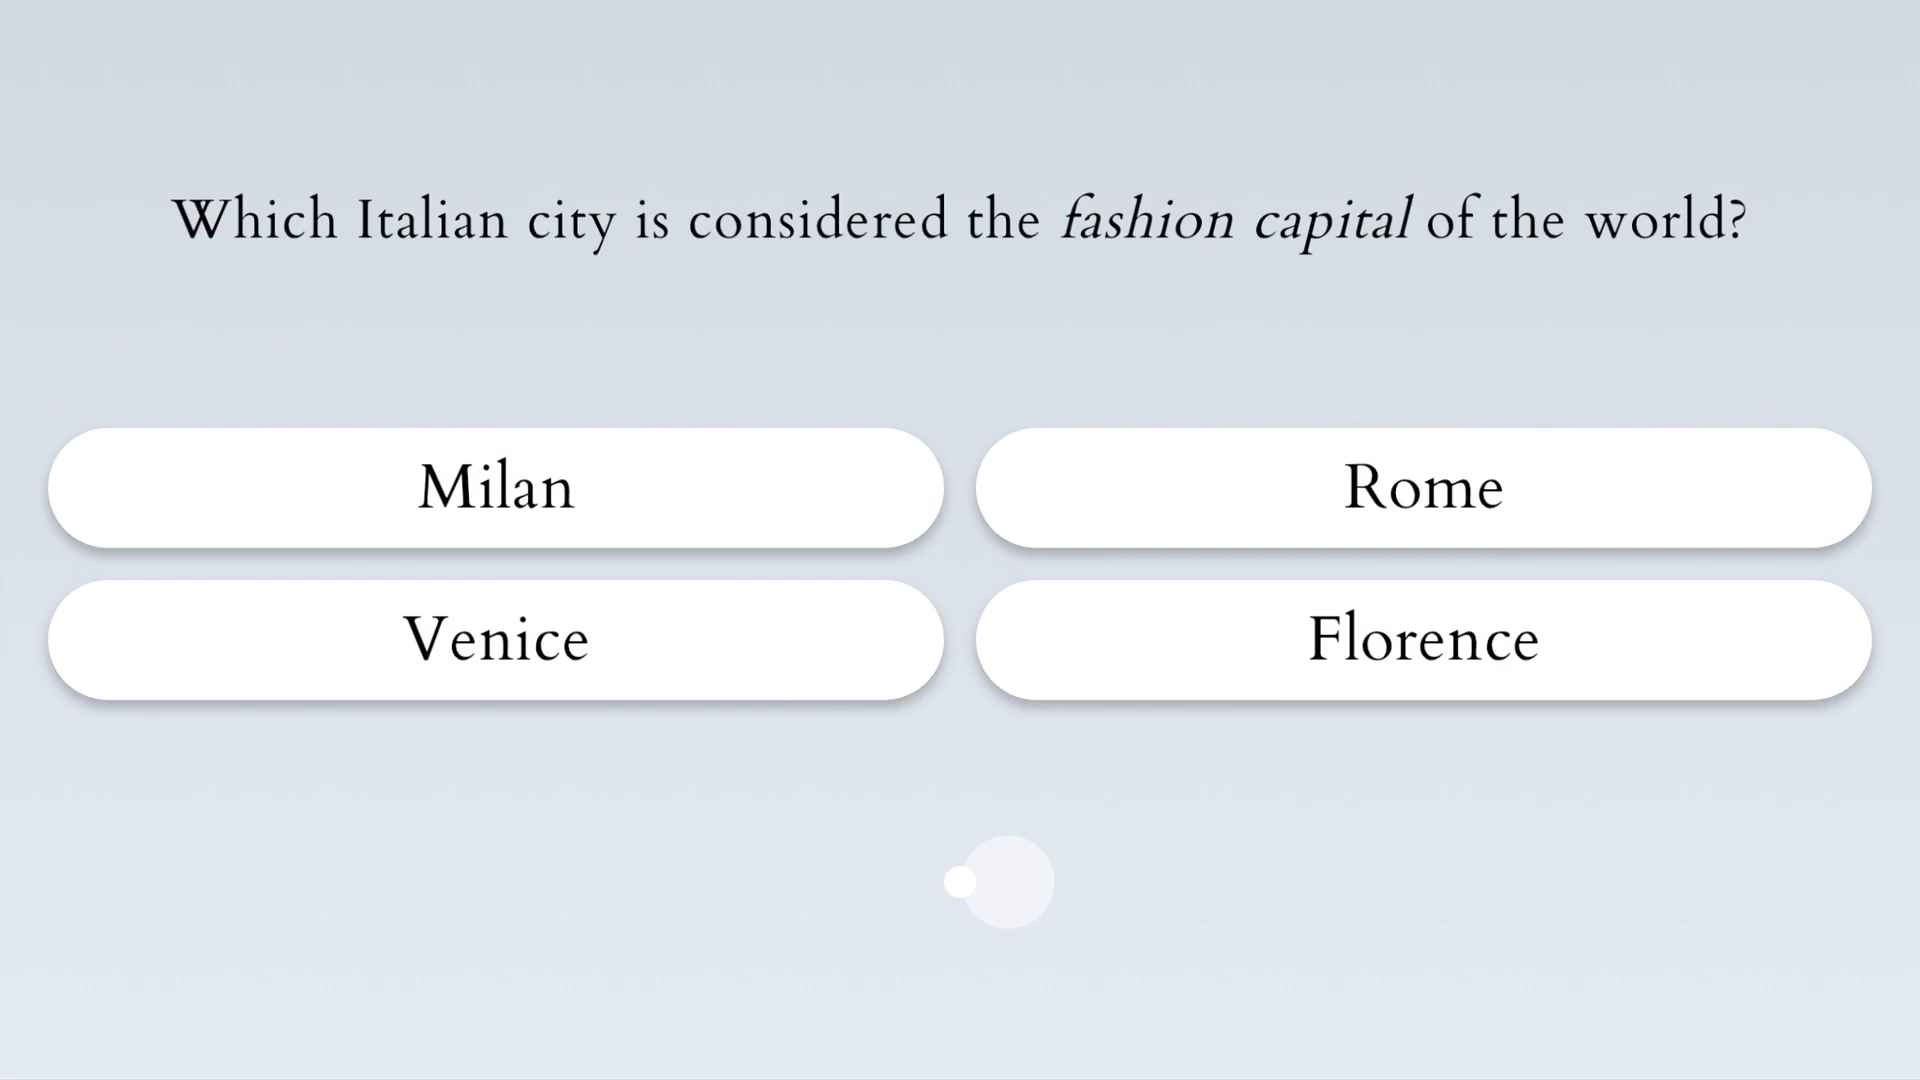 Which Italian city is considered the fashion capital of the world?
Milan
Rome
Venice
Florence